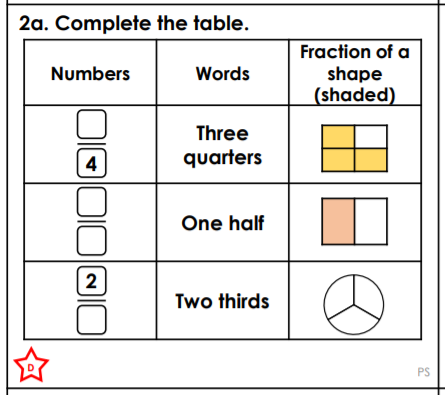 2a. Complete the table.
Numbers
Words
Fraction of a
shape
(shaded)
4
Three
quarters
One half
2
Two thirds
D
PS